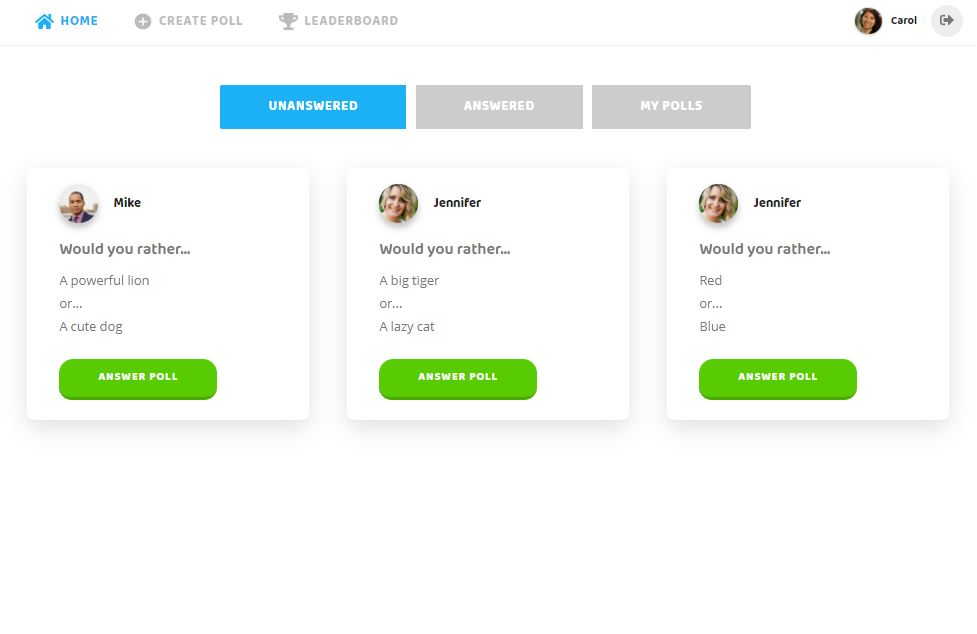 HOME CREATE POLL LEADERBOARD Carol
UNANSWERED ANSWERED MY POLLS
Mike
Would you rather...
A powerful lion
or...
A cute dog
ANSWER POLL
Jennifer
Would you rather...
A big tiger
or...
A lazy cat
ANSWER POLL
Jennifer
Would you rather...
Red
or...
Blue
ANSWER POLL